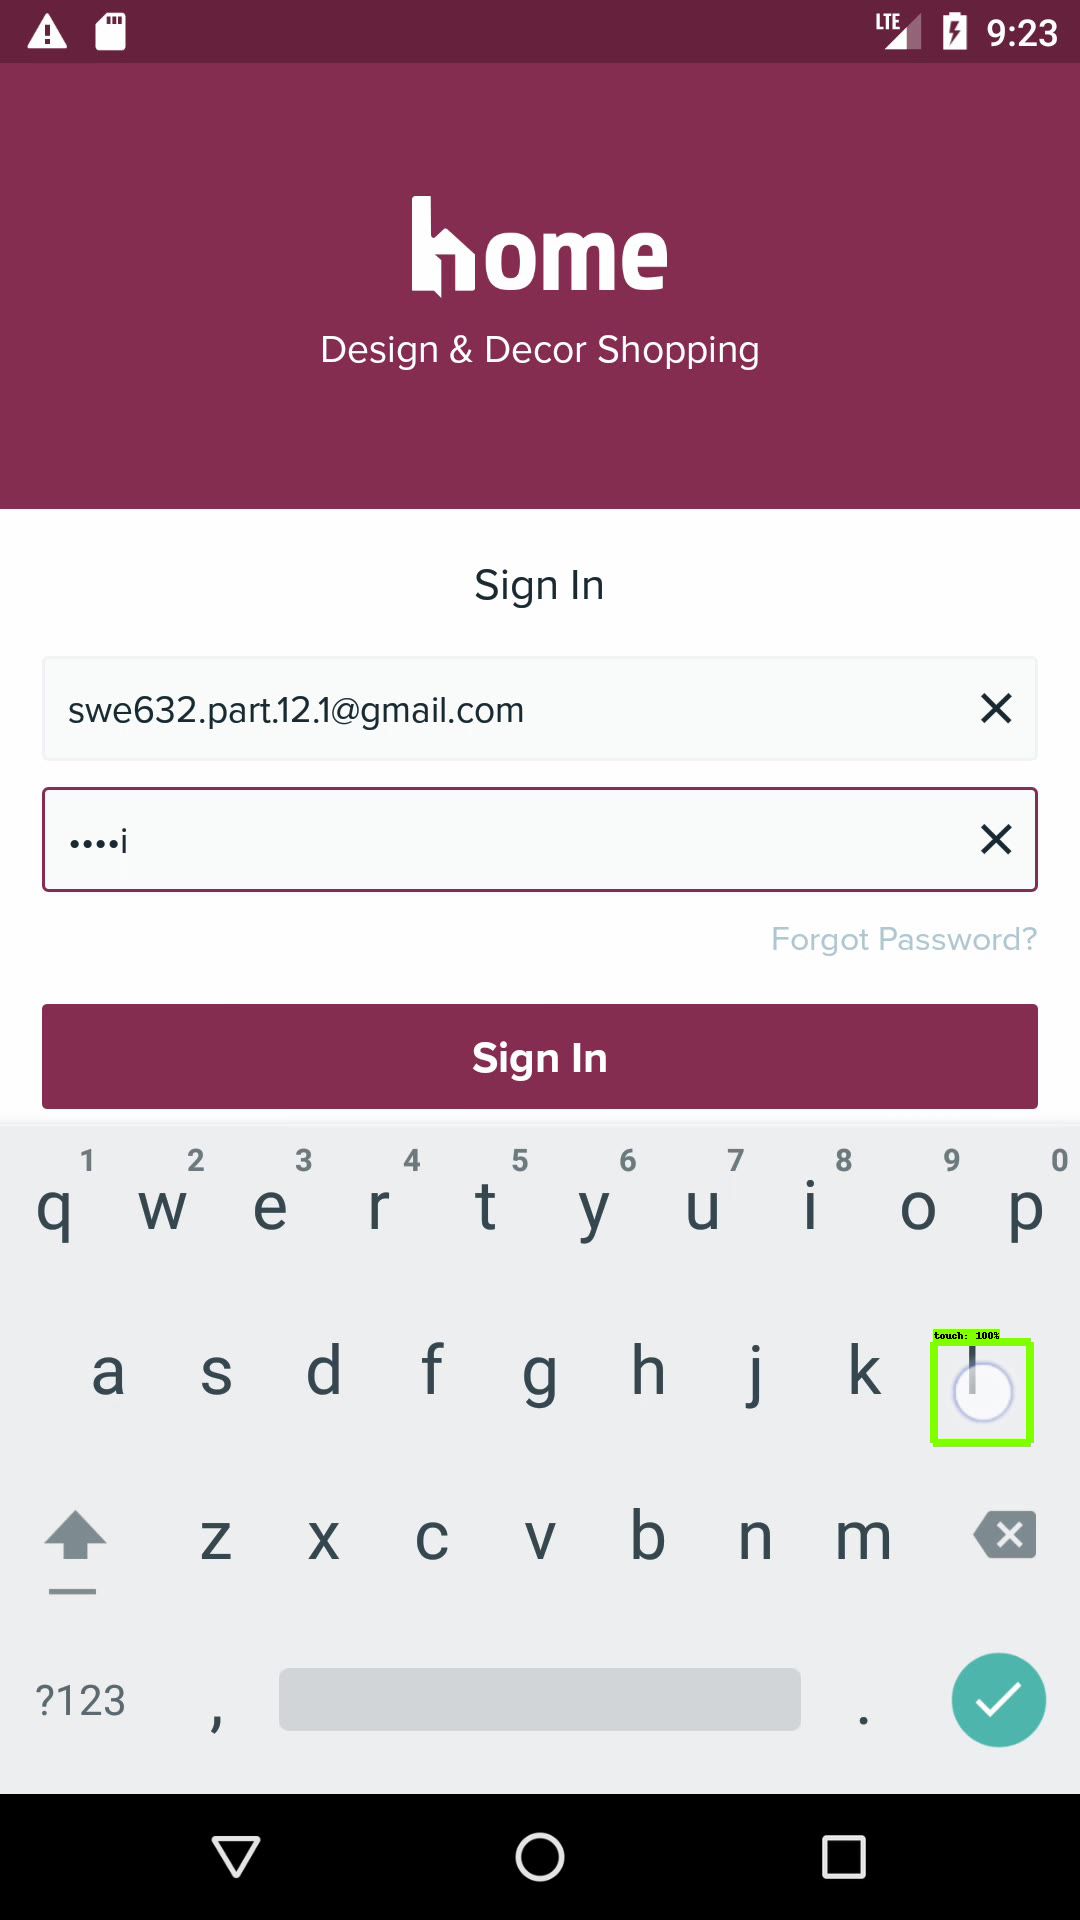 LTE 9:23
home
Design & Decor Shopping
Sign In
swe632.part.12.1@gmail.com
••••i
Forgot Password?
Sign In
1 2 3 4 5 6 7 8 9 0
q w e r t y u i o p
touch: 100%
a s d f g h j k l
z x c v b n m
?123 , .